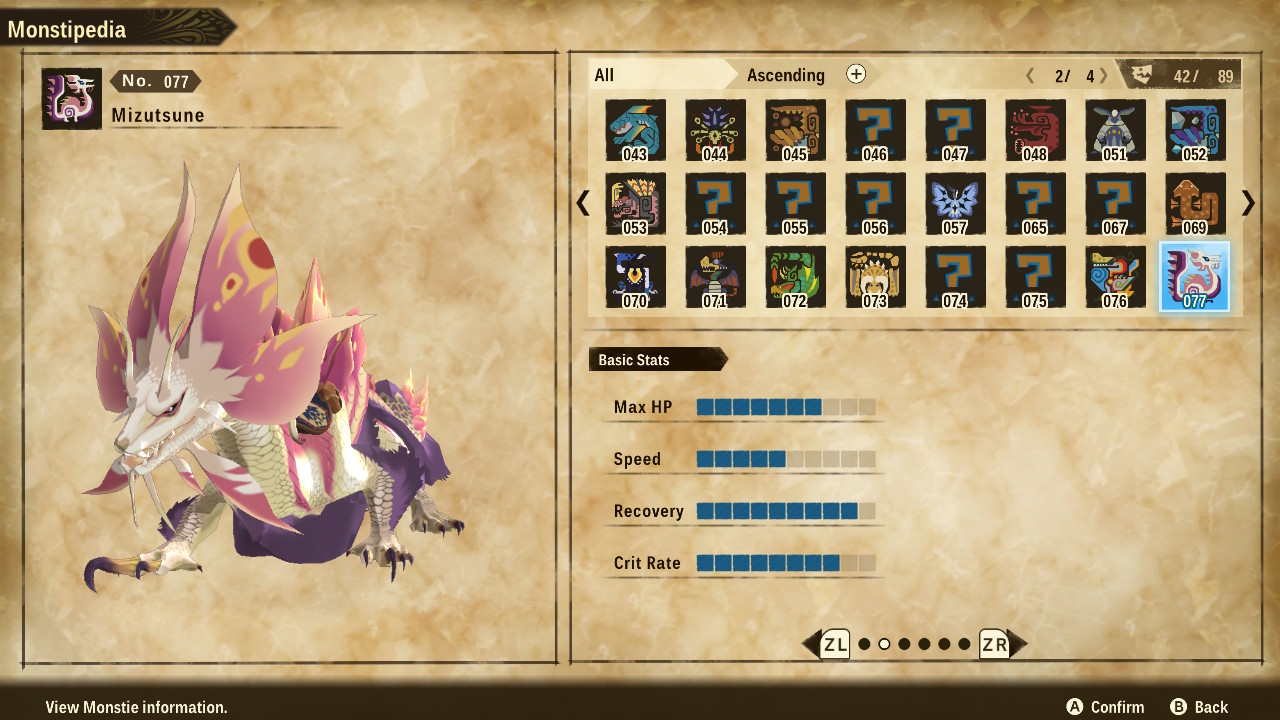 Monstipedia
No. 077
Mizutsune
All
Ascending
2/ 4
42/ 89
043 044 045 046 047 048 051 052
053 054 055 056 057 065 067 069
070 071 072 073 074 075 076 077
Basic Stats
Max HP
Speed
Recovery
Crit Rate
ZL ZR
View Monstie information.
A Confirm B Back